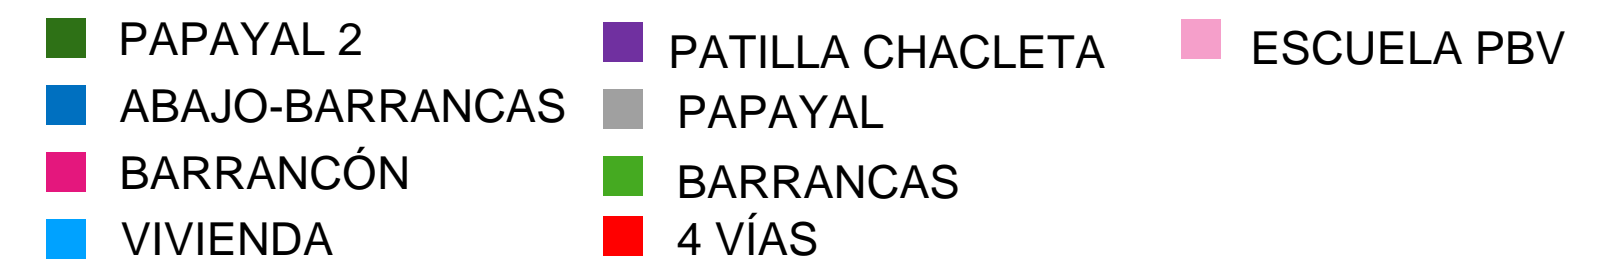 PAPAYAL 2
ABAJO-BARRANCAS
BARRANCÓN
VIVIENDA
PATILLA CHACLETA
PAPAYAL
BARRANCAS
4 VÍAS
ESCUELA PBV